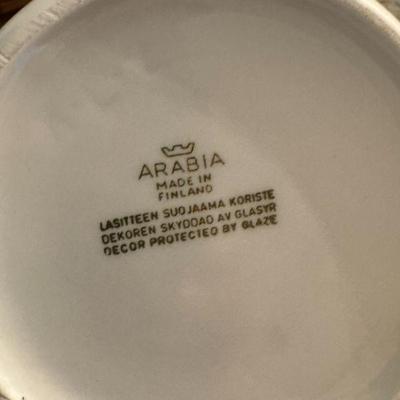 ARABIA
MADE IN
FINLAND
LASITTEEN SUOJAAMA KORISTE
DEKOREN SKYDDAD AV GLASYR
DECOR PROTECTED BY GLAZE